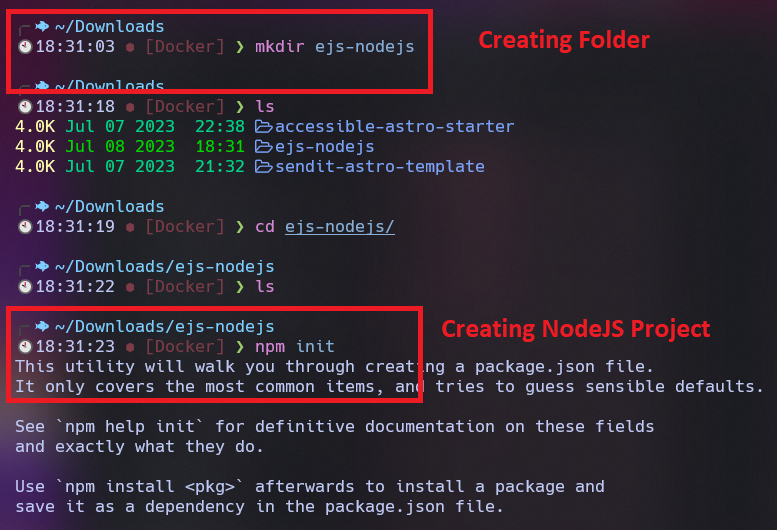 ~/Downloads
18:31:03 [Docker] ❯ mkdir ejs-nodejs
Creating Folder
~/Downloads
18:31:18 [Docker] ❯ ls
4.0K Jul 07 2023 22:38 accessible-astro-starter
4.0K Jul 08 2023 18:31 ejs-nodejs
4.0K Jul 07 2023 21:32 sendit-astro-template
~/Downloads
18:31:19 [Docker] ❯ cd ejs-nodejs/
~/Downloads/ejs-nodejs
18:31:22 [Docker] ❯ ls
~/Downloads/ejs-nodejs
Creating NodeJS Project
18:31:23 [Docker] ❯ npm init
This utility will walk you through creating a package.json file.
It only covers the most common items, and tries to guess sensible defaults.
See `npm help init` for definitive documentation on these fields
and exactly what they do.
Use `npm install <pkg>` afterwards to install a package and
save it as a dependency in the package.json file.